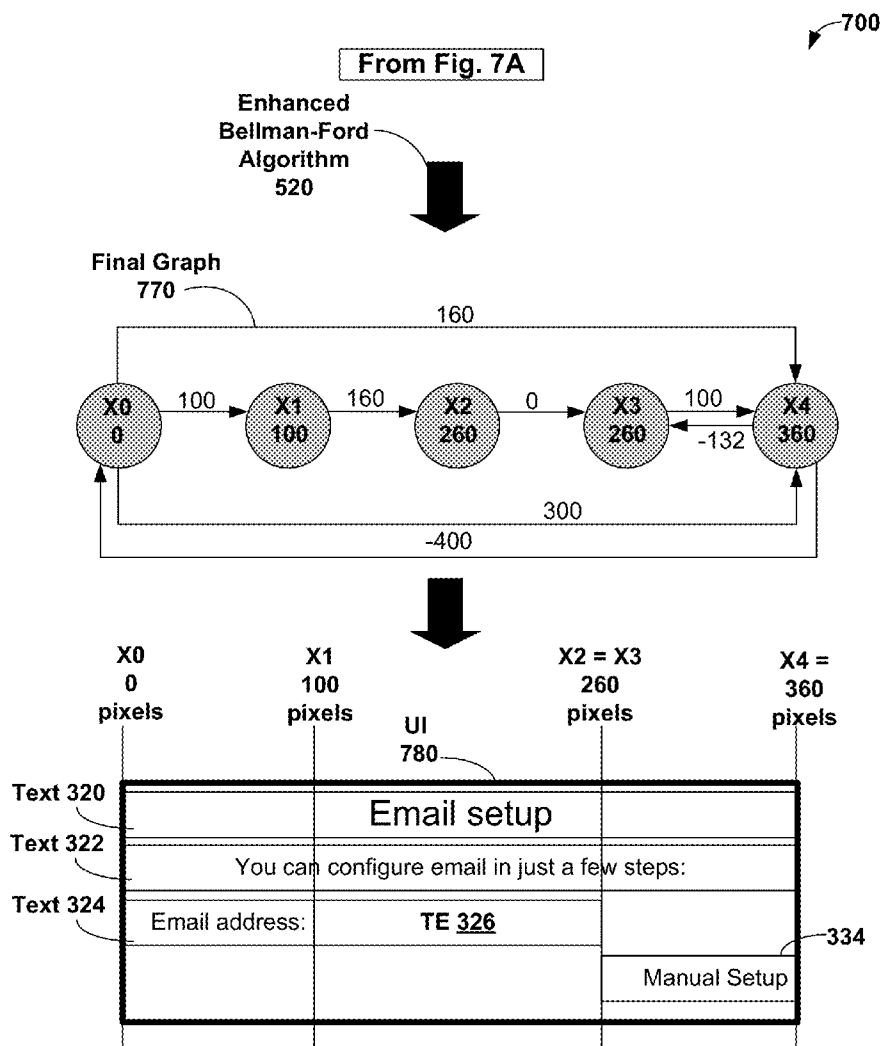 700
From Fig. 7A
Enhanced
Bellman-Ford
Algorithm
520
Final Graph
770
160
X0
0
100
X1
100
160
X2
260
0
X3
260
100
-132
X4
360
300
-400
X0
0
pixels
X1
100
pixels
X2 = X3
260
pixels
X4 =
360
pixels
UI
780
Text 320
Email setup
Text 322
You can configure email in just a few steps:
Text 324
Email address:
TE 326
334
Manual Setup